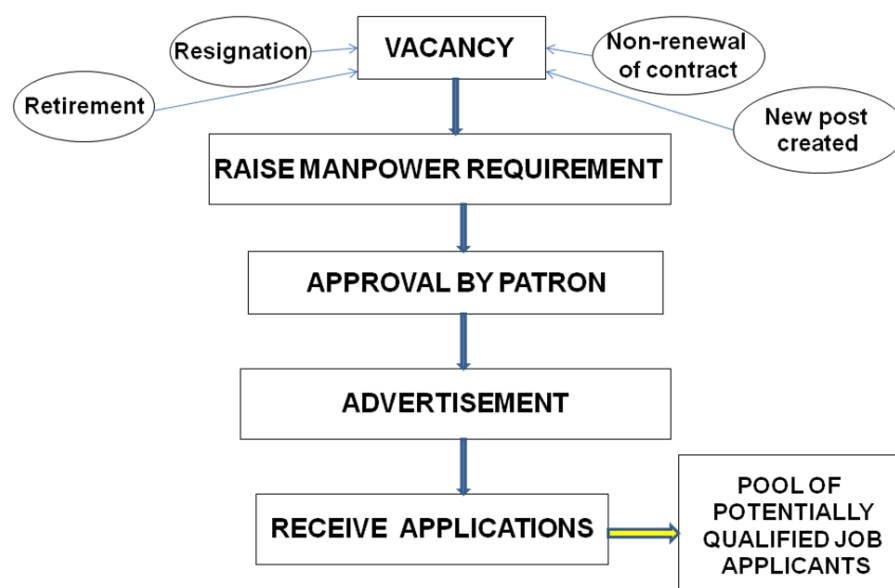 VACANCY
Resignation
Non-renewal
of contract
Retirement
New post
created
RAISE MANPOWER REQUIREMENT
APPROVAL BY PATRON
ADVERTISEMENT
RECEIVE APPLICATIONS
POOL OF
POTENTIALLY
QUALIFIED JOB
APPLICANTS